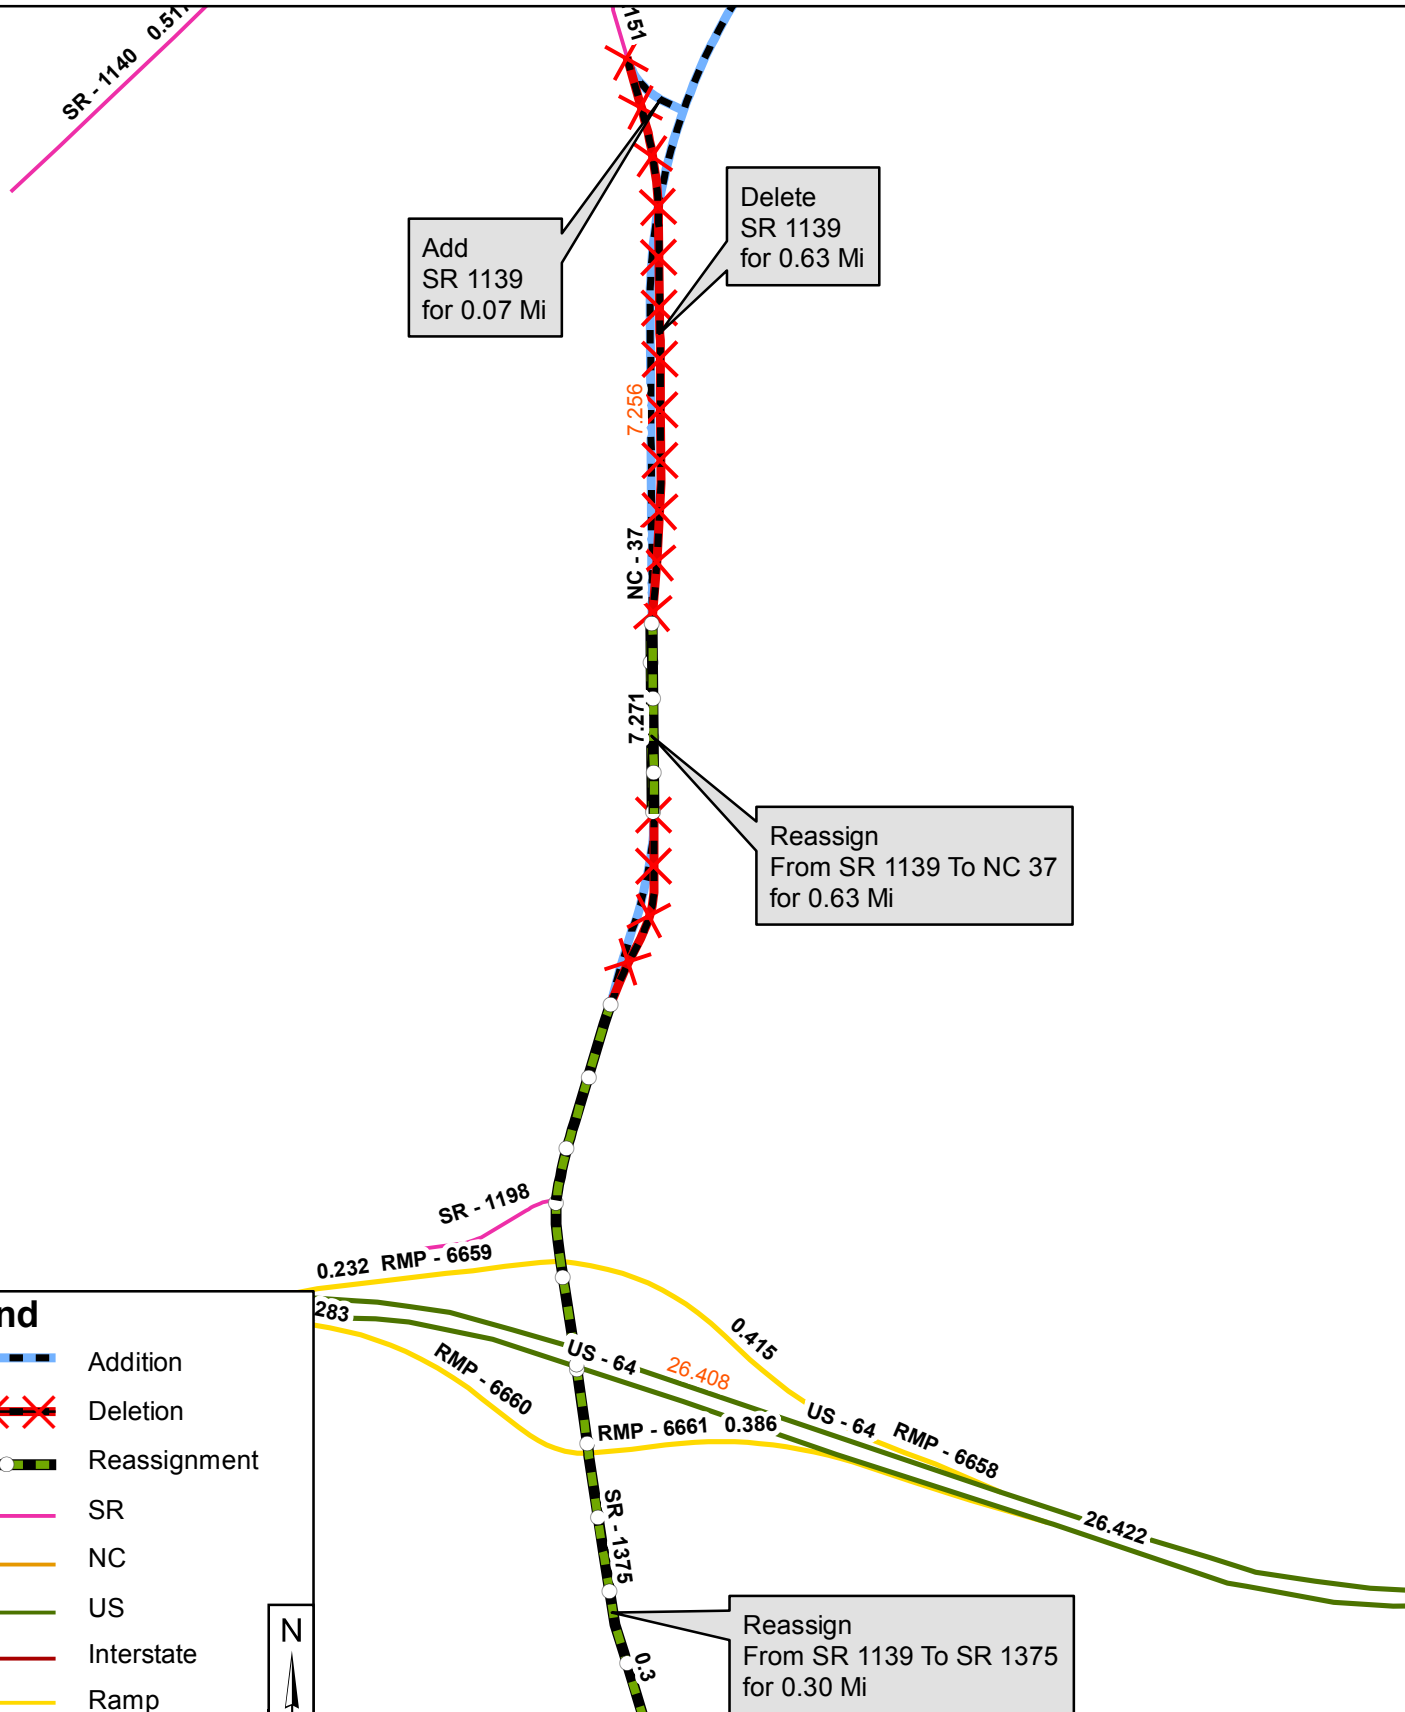 SR - 1140 0.51
151
Add
SR 1139
for 0.07 Mi
Delete
SR 1139
for 0.63 Mi
7.256
NC - 37
7.271
Reassign
From SR 1139 To NC 37
for 0.63 Mi
SR - 1198
0.232 RMP - 6659
283
RMP - 6660
US - 64
26.408
0.415
RMP - 6661 0.386
US - 64
RMP - 6658
26.422
SR - 1375
0.3
Reassign
From SR 1139 To SR 1375
for 0.30 Mi
nd
Addition
Deletion
Reassignment
SR
NC
US
Interstate
Ramp
N